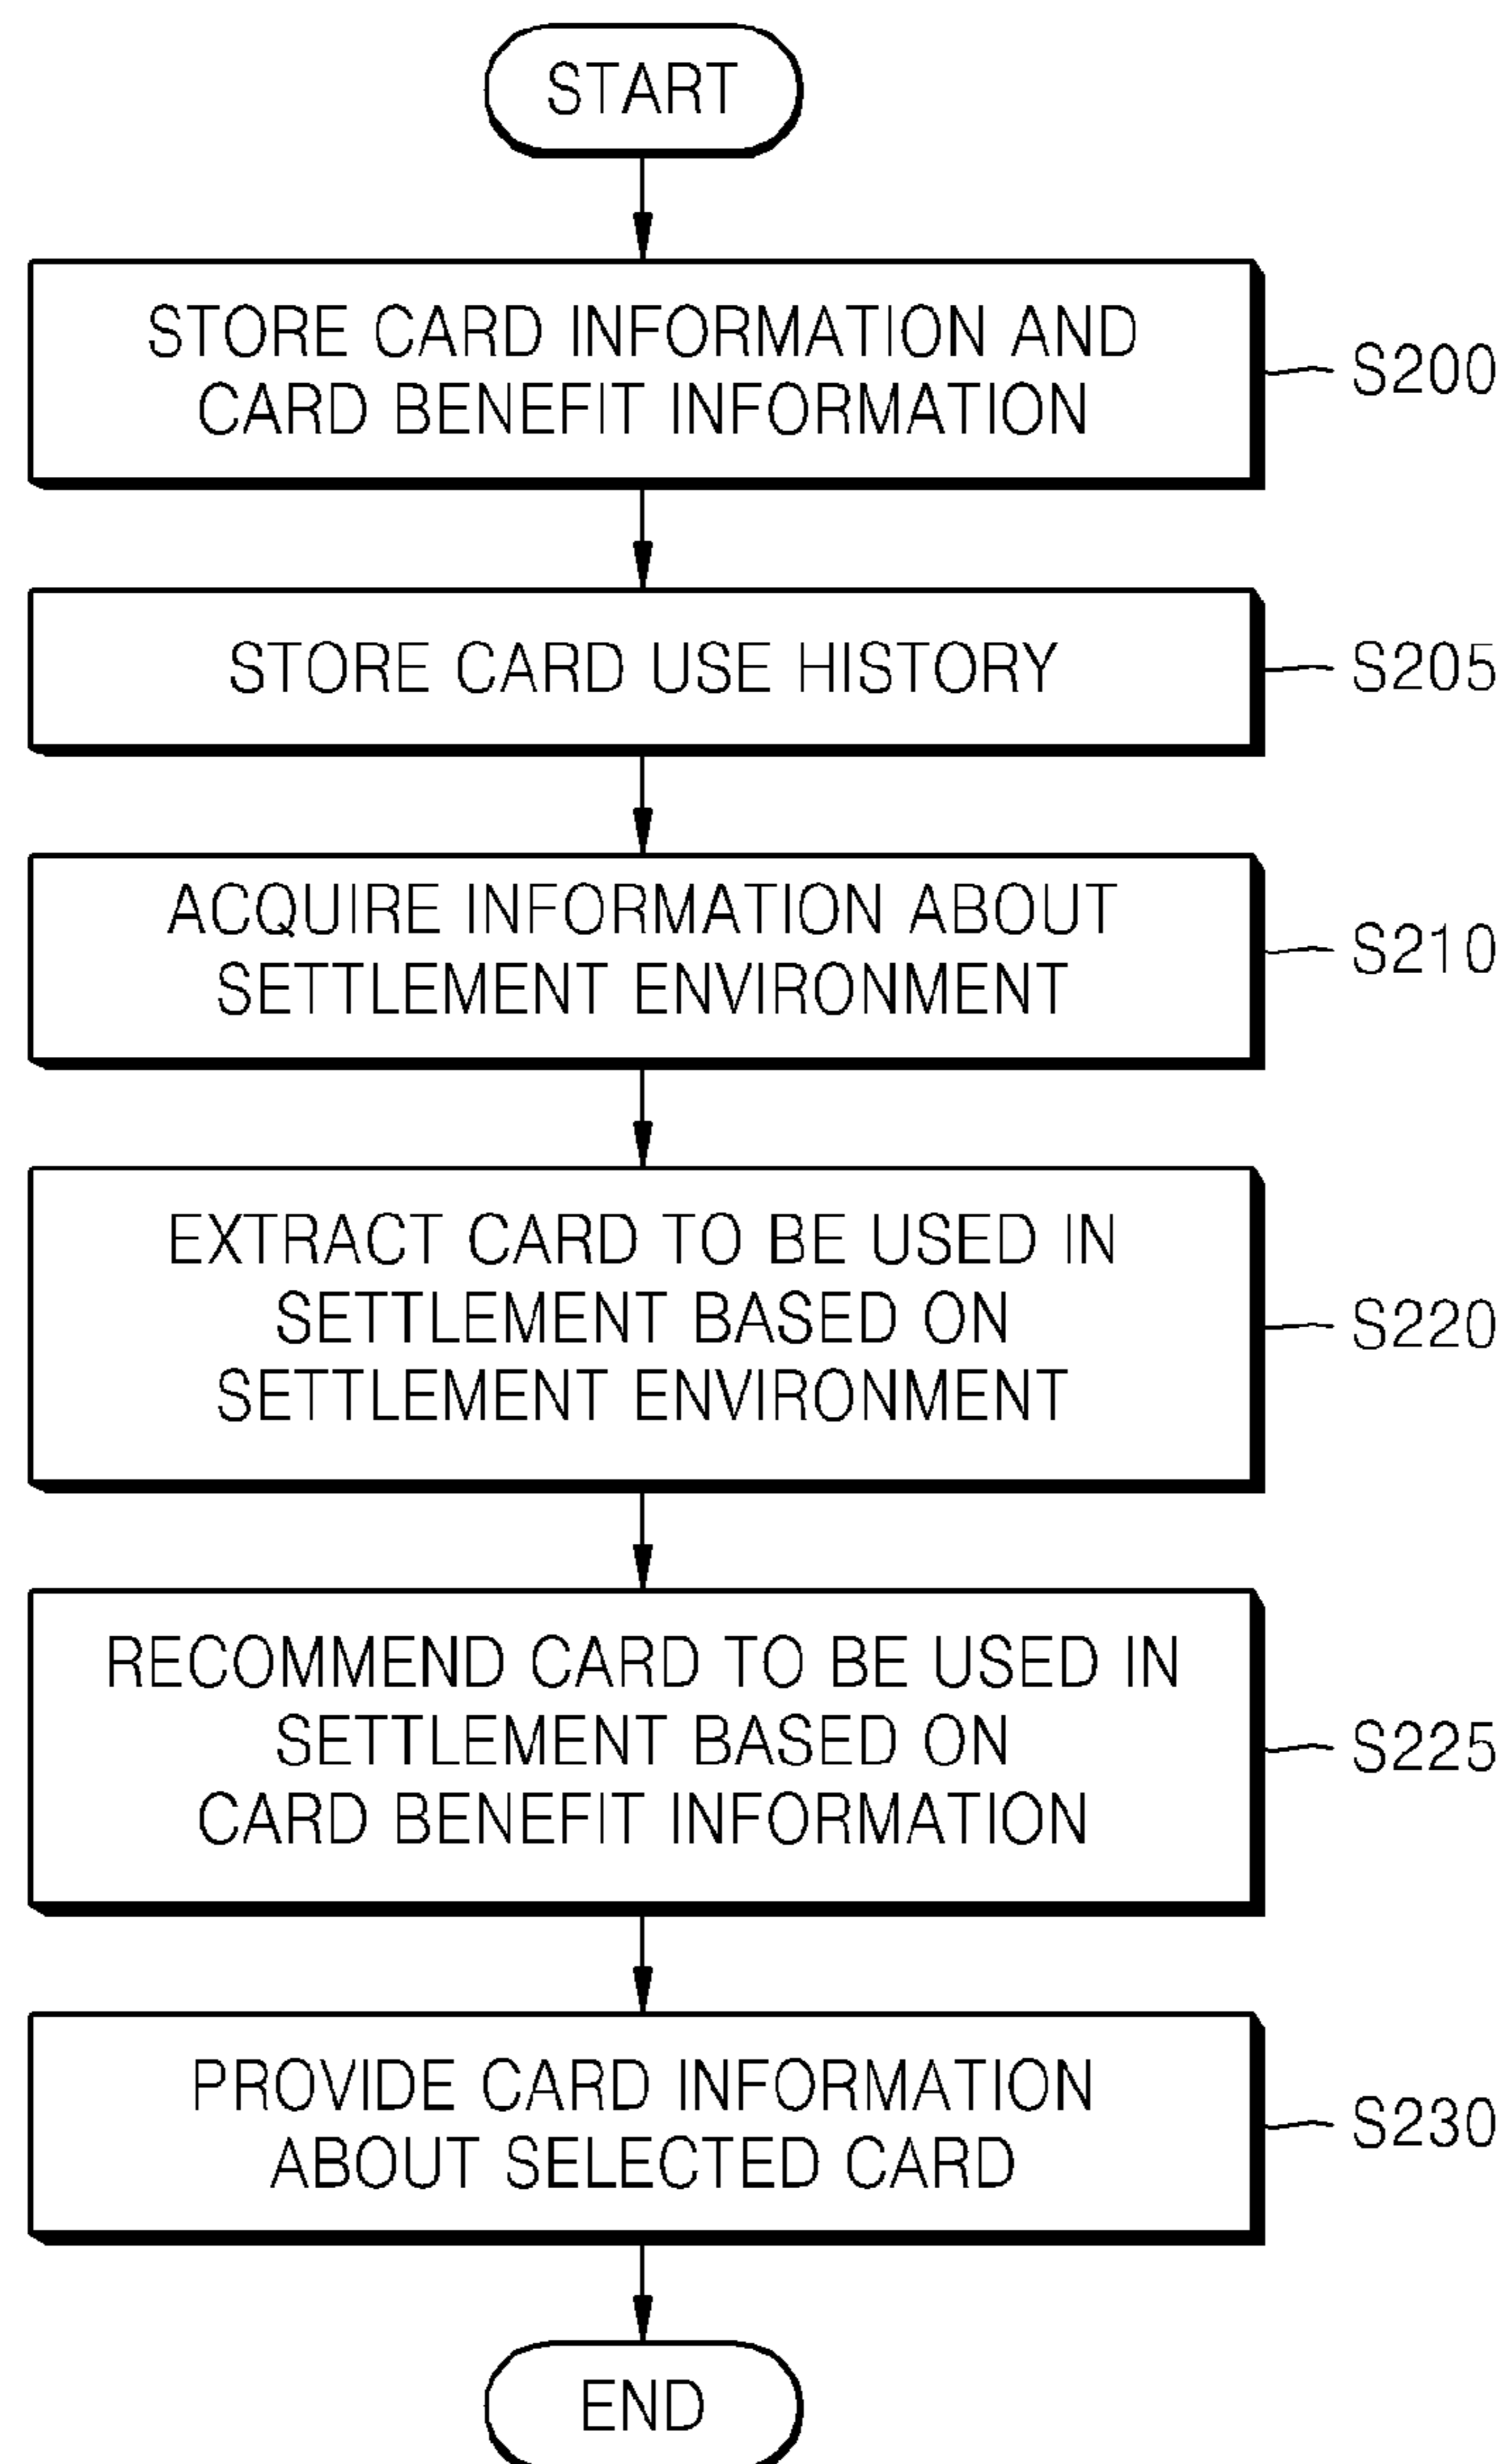 START
STORE CARD INFORMATION AND
CARD BENEFIT INFORMATION
S200
STORE CARD USE HISTORY
S205
ACQUIRE INFORMATION ABOUT
SETTLEMENT ENVIRONMENT
S210
EXTRACT CARD TO BE USED IN
SETTLEMENT BASED ON
SETTLEMENT ENVIRONMENT
S220
RECOMMEND CARD TO BE USED IN
SETTLEMENT BASED ON
CARD BENEFIT INFORMATION
S225
PROVIDE CARD INFORMATION
ABOUT SELECTED CARD
S230
END